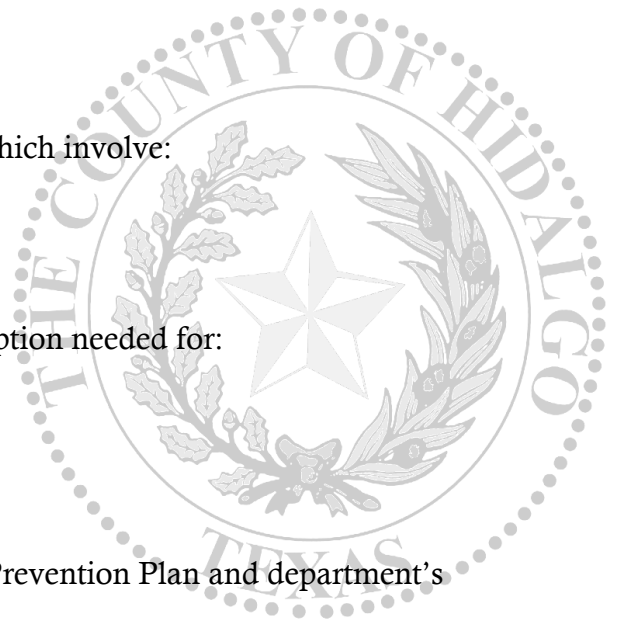 THE COUNTY OF HIDALGO
hich involve:
ption needed for:
TEXAS
Prevention Plan and department's